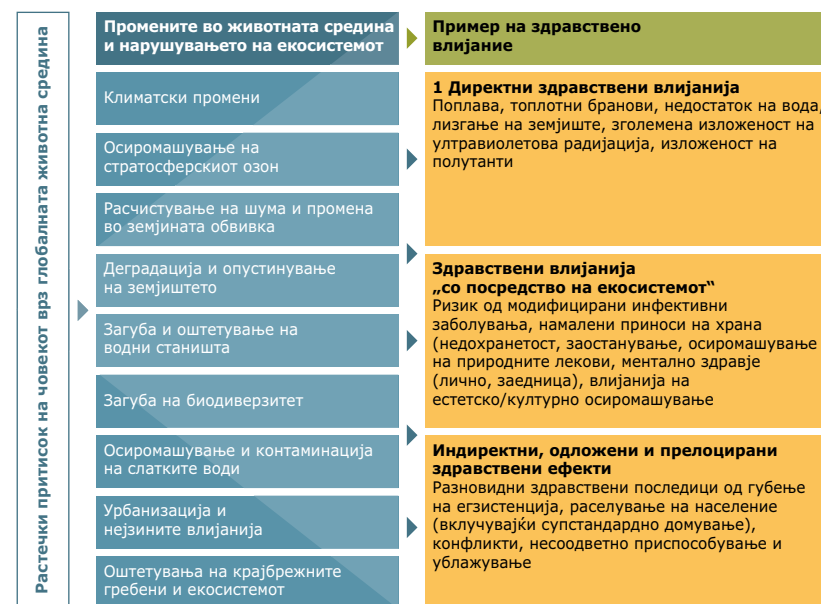 Растечки притисок на човекот врз глобалната животна средина
Промените во животната средина
и нарушувањето на екосистемот
Климатски промени
Осиромашување на
стратосферскиот озон
Расчистување на шума и промена
во земјината обвивка
Деградација и опустинување
на земјиштето
Загуба и оштетување на
водни станишта
Загуба на биодиверзитет
Осиромашување и контаминација
на слатките води
Урбанизација и
нејзините влијанија
Оштетувања на крајбрежните
гребени и екосистемот
Пример на здравствено
влијание
1 Директни здравствени влијанија
Поплава, топлотни бранови, недостаток на вода,
лизгање на земјиште, зголемена изложеност на
ултравиолетова радијација, изложеност на
полутанти
Здравствени влијанија
„со посредство на екосистемот“
Ризик од модифицирани инфективни
заболувања, намалени приноси на храна
(недохранетост, заостанување, осиромашување
на природните лекови, ментално здравје
(лично, заедница), влијанија на
естетско/културно осиромашување
Индиректни, одложени и прелоцирани
здравствени ефекти
Разновидни здравствени последици од губење
на егзистенција, раселување на население
(вклучувајќи супстандардно домување),
конфликти, несоодветно приспособување и
ублажување